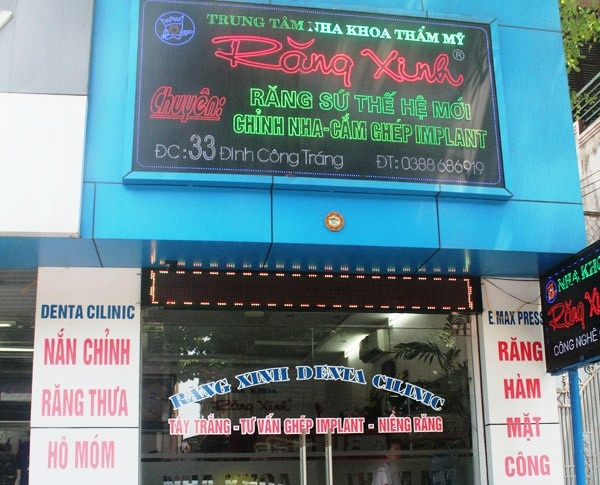 TRUNG TÂM NHA KHOA THẨM MỸ
Răng Xinh ®
Chuyên:
RĂNG SỨ THẾ HỆ MỚI
CHỈNH NHA-CẮM GHÉP IMPLANT
ĐC : 33 Đinh Công Tráng ĐT: 0388 686919
DENTA CILINIC
NẮN CHỈNH
RĂNG THƯA
HÔ MÓM
RĂNG XINH DENTA CILINIC
TẨY TRẮNG - TƯ VẤN GHÉP IMPLANT - NIỀNG RĂNG
E.MAX PRESS
RĂNG
HÀM
MẶT
CÔNG
NHA KHO
Răng Xinh
CÔNG NGHỆ